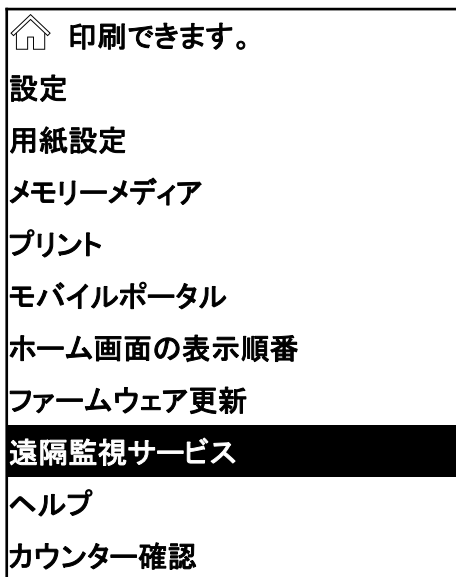 印刷できます。
設定
用紙設定
メモリーメディア
プリント
モバイルポータル
ホーム画面の表示順番
ファームウェア更新
遠隔監視サービス
ヘルプ
カウンター確認